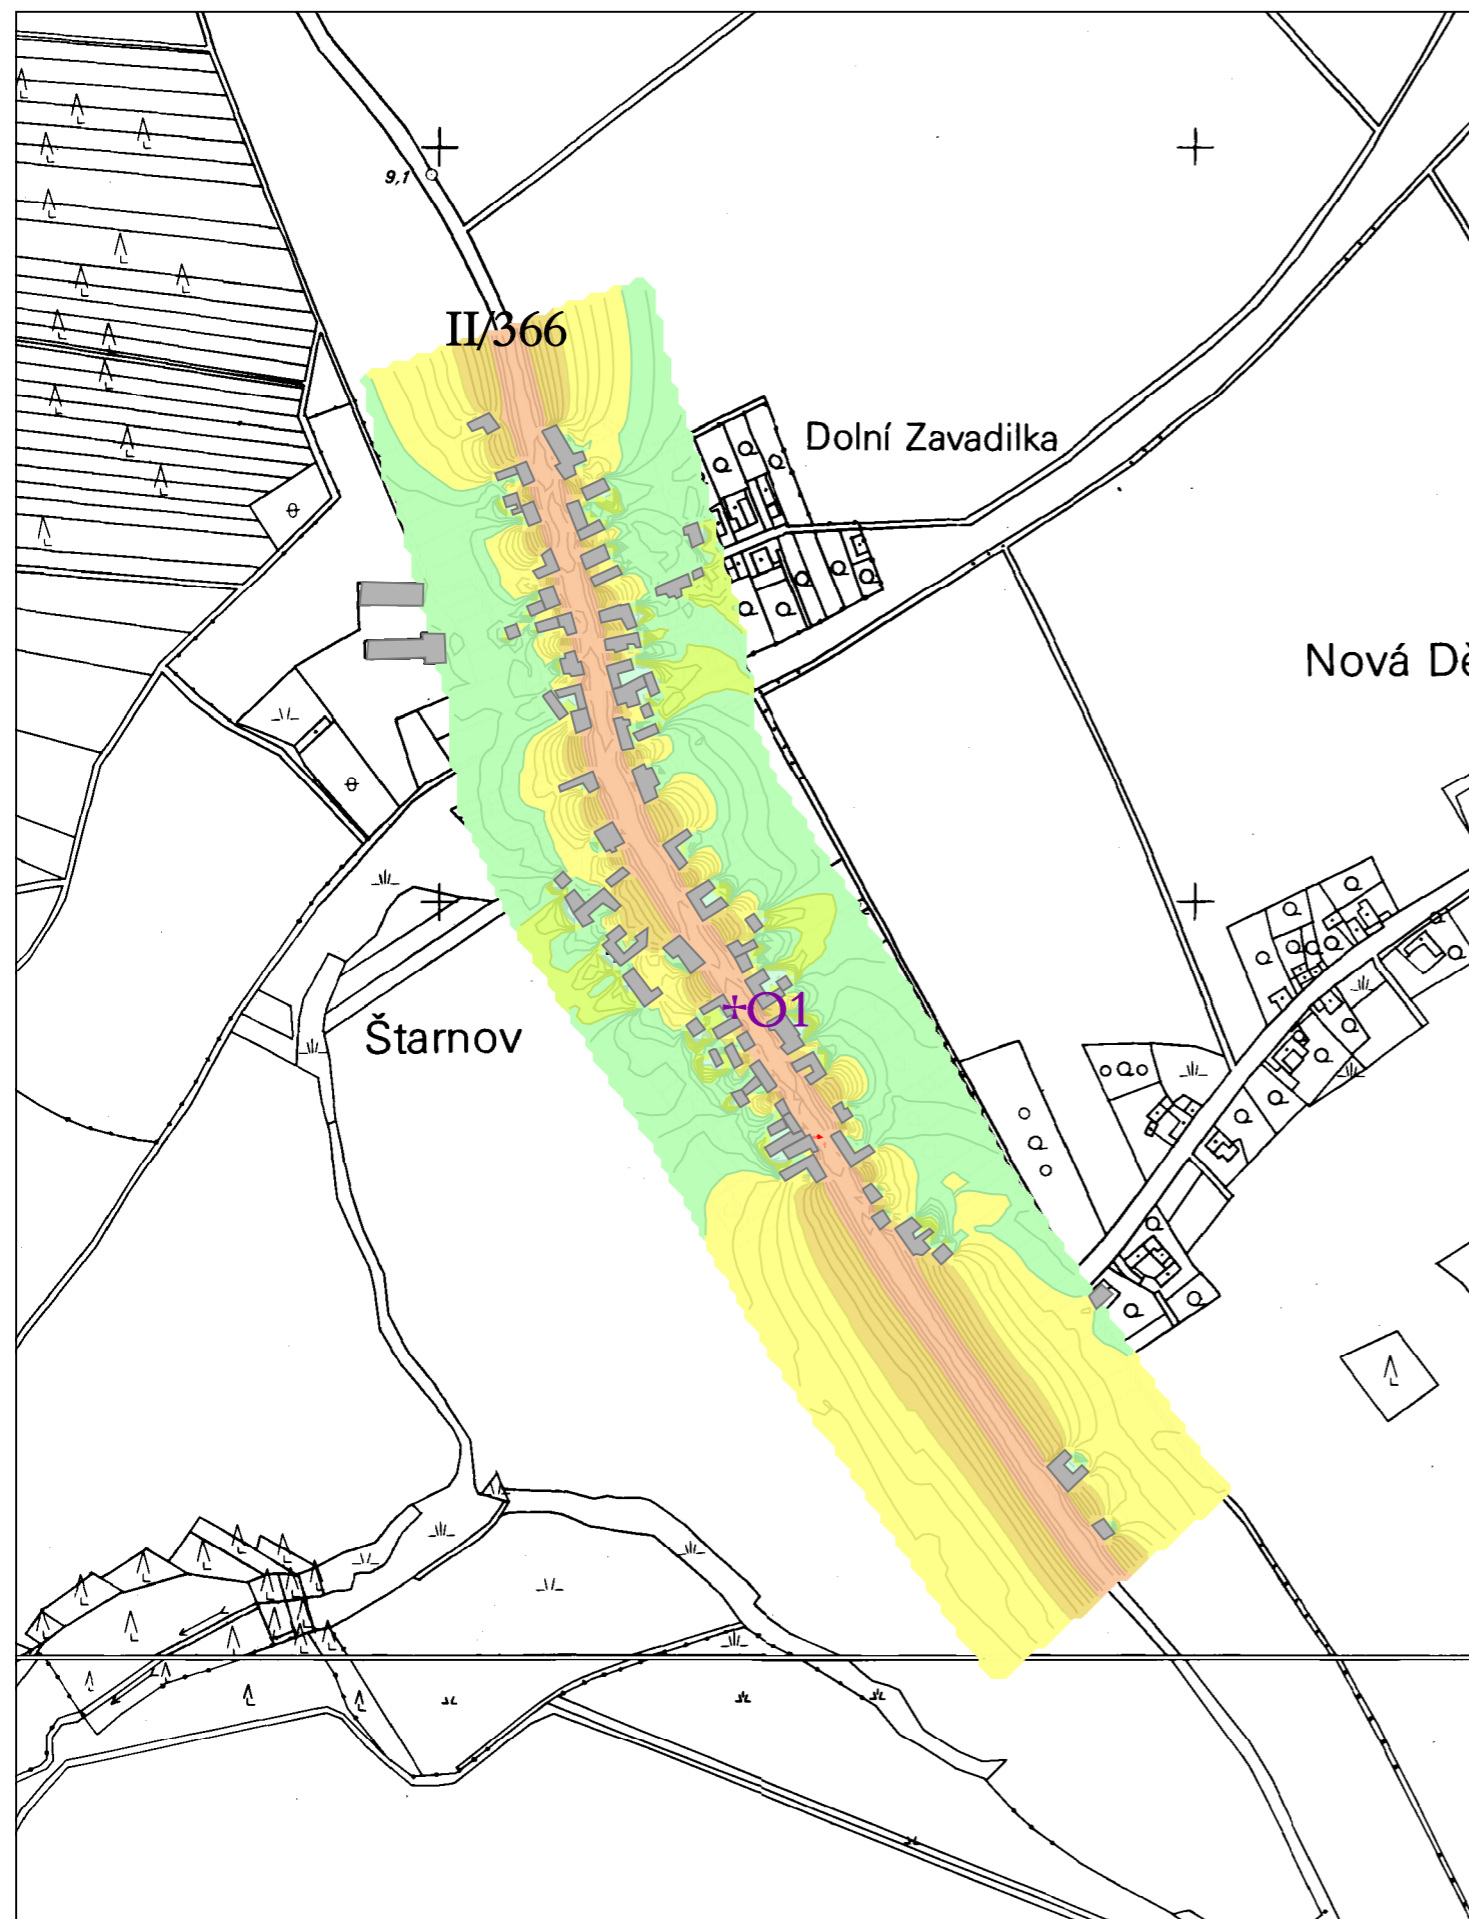 9,1
II/366
Dolní Zavadilka
Nová Dě
‡O1
Štarnov